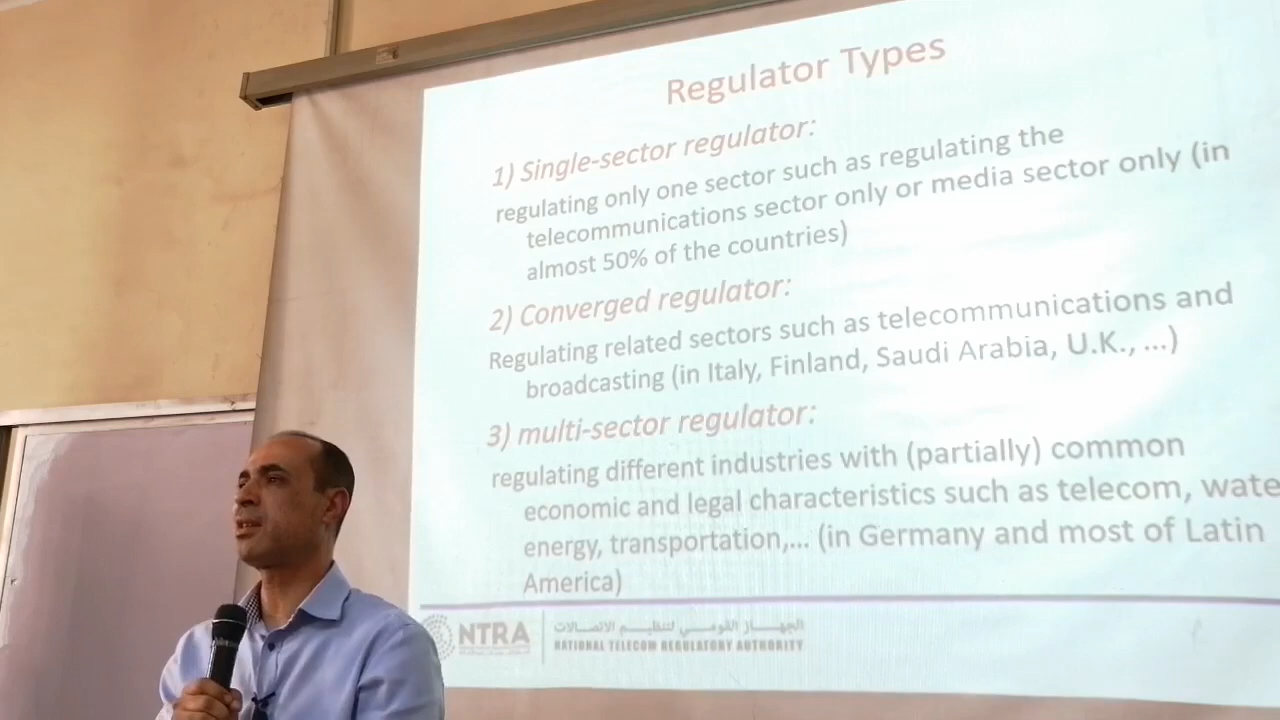 Regulator Types
1) Single-sector regulator:
regulating only one sector such as regulating the
telecommunications sector only or media sector only (in
almost 50% of the countries)
2) Converged regulator:
Regulating related sectors such as telecommunications and
broadcasting (in Italy, Finland, Saudi Arabia, U.K., ...)
3) multi-sector regulator:
regulating different industries with (partially) common
economic and legal characteristics such as telecom, wate
energy, transportation,... (in Germany and most of Latin
America)
NTRA
الجهاز القومي لتنظيم الاتصالات
NATIONAL TELECOM REGULATORY AUTHORITY